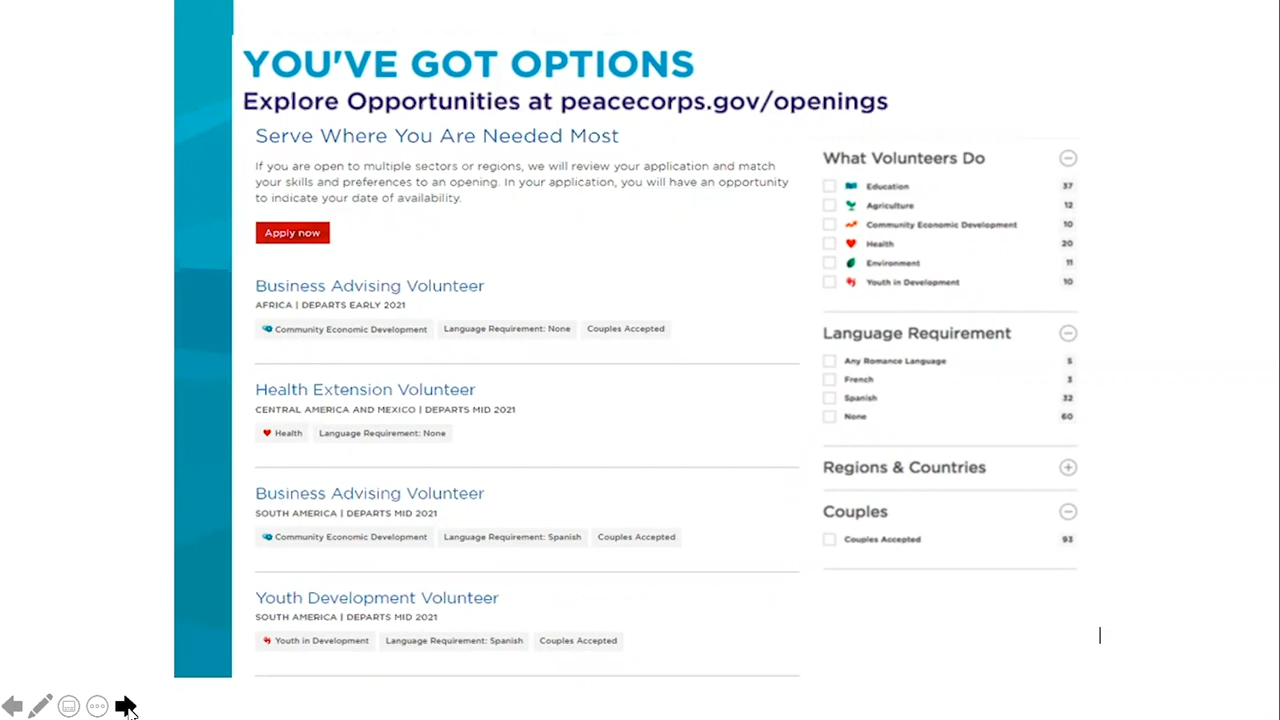 YOU'VE GOT OPTIONS
Explore Opportunities at peacecorps.gov/openings
Serve Where You Are Needed Most
If you are open to multiple sectors or regions, we will review your application and match
your skills and preferences to an opening. In your application, you will have an opportunity
to indicate your date of availability.
Apply now
Business Advising Volunteer
AFRICA | DEPARTS EARLY 2021
Community Economic Development Language Requirement: None Couples Accepted
Health Extension Volunteer
CENTRAL AMERICA AND MEXICO | DEPARTS MID 2021
Health Language Requirement: None
Business Advising Volunteer
SOUTH AMERICA | DEPARTS MID 2021
Community Economic Development Language Requirement: Spanish Couples Accepted
Youth Development Volunteer
SOUTH AMERICA | DEPARTS MID 2021
Youth in Development Language Requirement: Spanish Couples Accepted
What Volunteers Do
Education 37
Agriculture 12
Community Economic Development 10
Health 20
Environment 11
Youth in Development 10
Language Requirement
Any Romance Language 5
French 3
Spanish 32
None 60
Regions & Countries
Couples
Couples Accepted 93